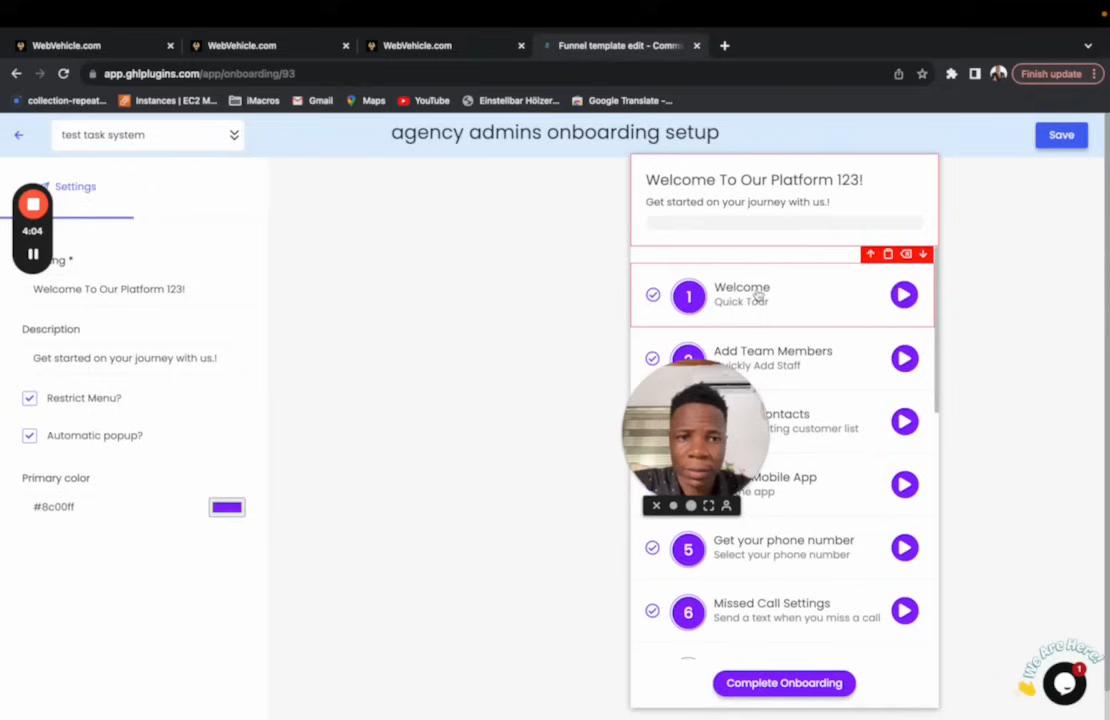 WebVehicle.com
WebVehicle.com
WebVehicle.com
Funnel template edit - Comm
app.ghlplugins.com/app/onboarding/93
Finish update
collection-repeat...
Instances | EC2 M...
iMacros
Gmail
Maps
YouTube
Einstellbar Hölzer...
Google Translate -...
test task system
agency admins onboarding setup
Save
Settings
4:04
ng *
Welcome To Our Platform 123!
Description
Get started on your journey with us.!
Restrict Menu?
Automatic popup?
Primary color
#8c00ff
Welcome To Our Platform 123!
Get started on your journey with us.!
1
Welcome
Quick Tour
Add Team Members
Quickly Add Staff
ontacts
ting customer list
Mobile App
e app
5
Get your phone number
Select your phone number
6
Missed Call Settings
Send a text when you miss a call
Complete Onboarding
We Are Here!
1